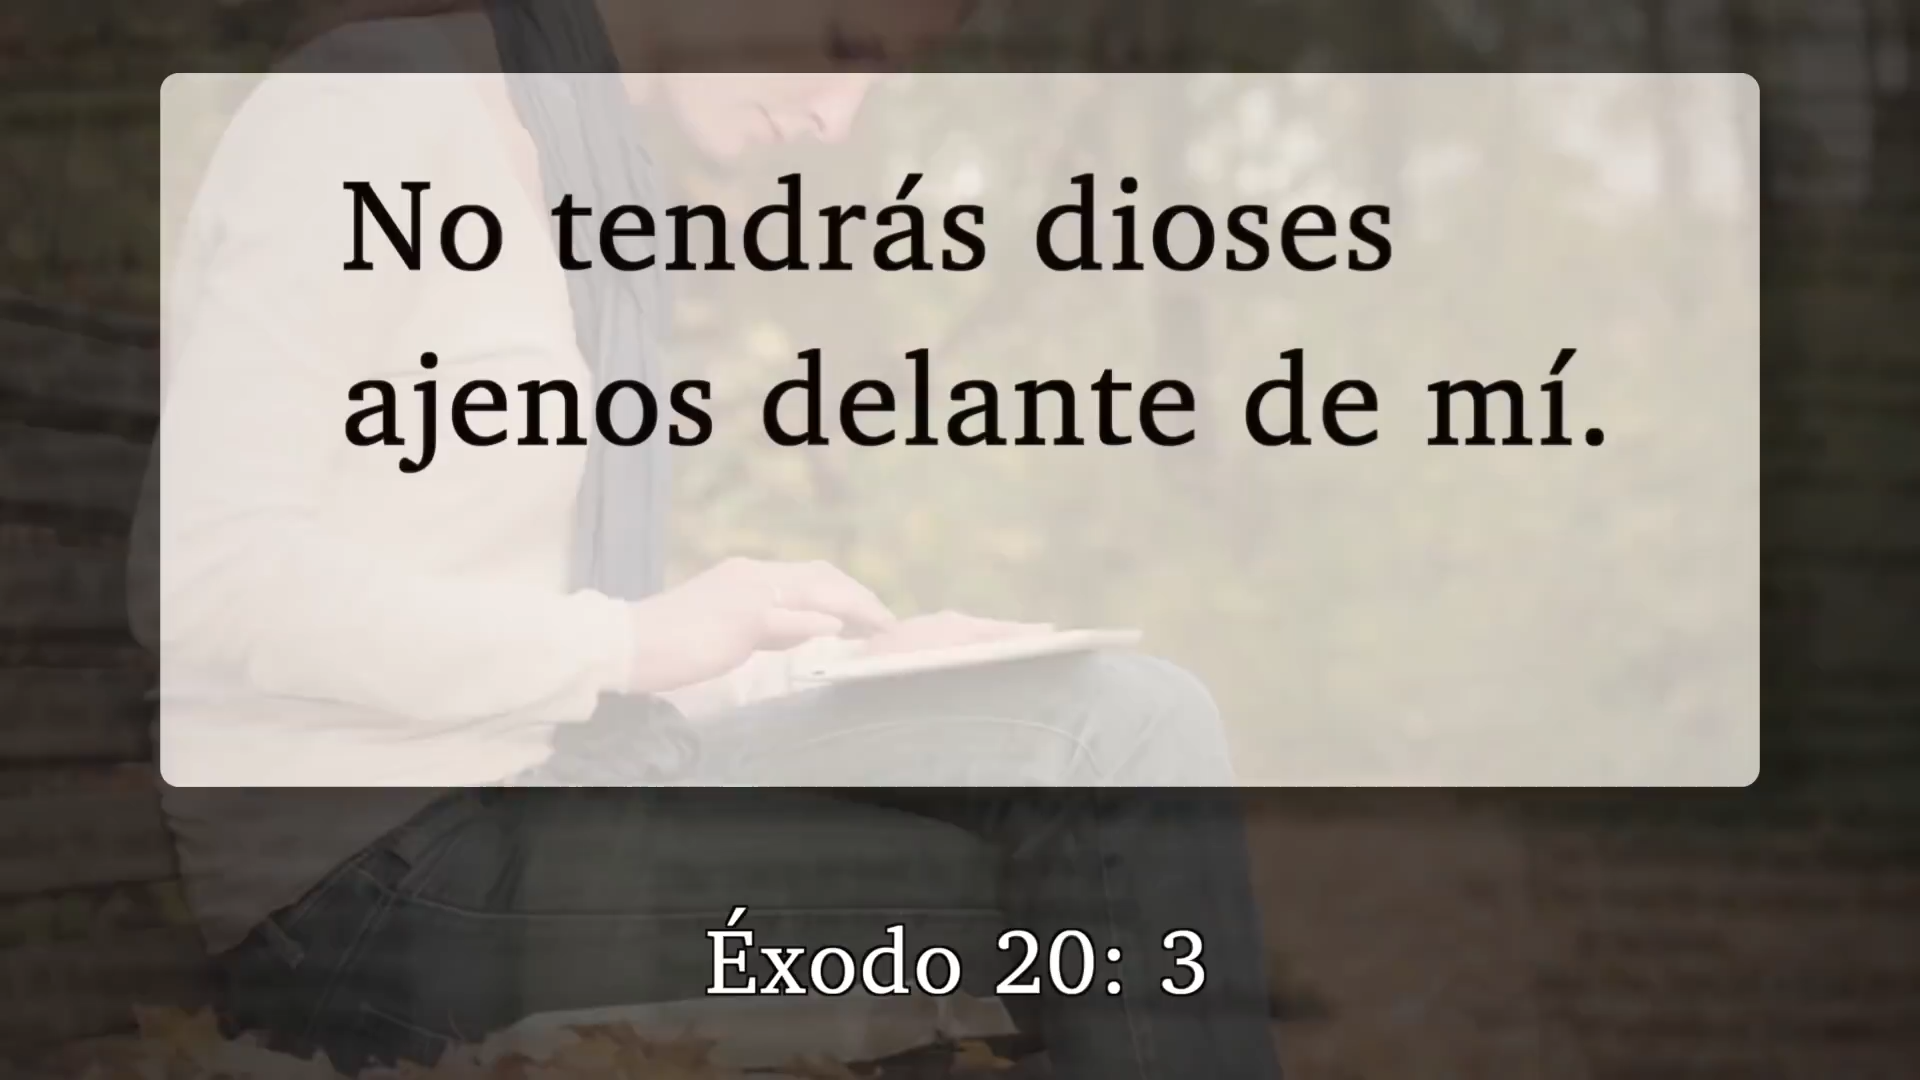 No tendrás dioses
ajenos delante de mí.
Éxodo 20: 3